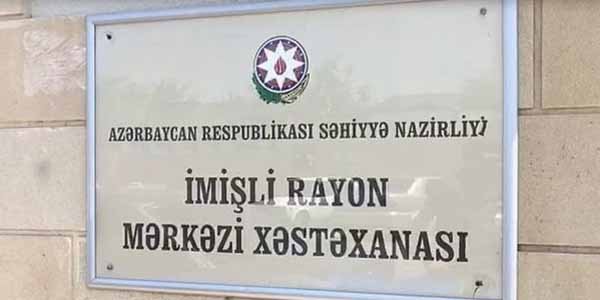 AZƏRBAYCAN RESPUBLİKASI SƏHİYYƏ NAZİRLİYİ
İMİŞLİ RAYON
MƏRKƏZİ XƏSTƏXANASI